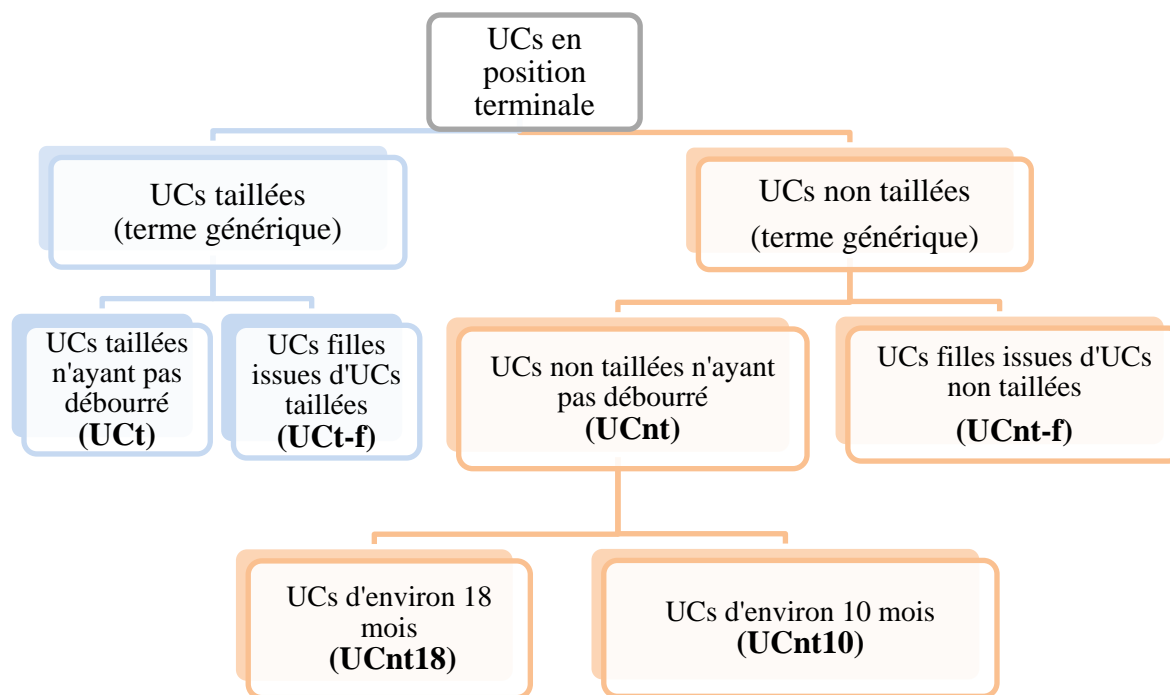 UCs en
position
terminale
UCs taillées
(terme générique)
UCs non taillées
(terme générique)
UCs taillées
n'ayant pas
débourré
(UCt)
UCs filles
issues d'UCs
taillées
(UCt-f)
UCs non taillées n'ayant
pas débourré
(UCnt)
UCs filles issues d'UCs
non taillées
(UCnt-f)
UCs d'environ 18
mois
(UCnt18)
UCs d'environ 10 mois
(UCnt10)